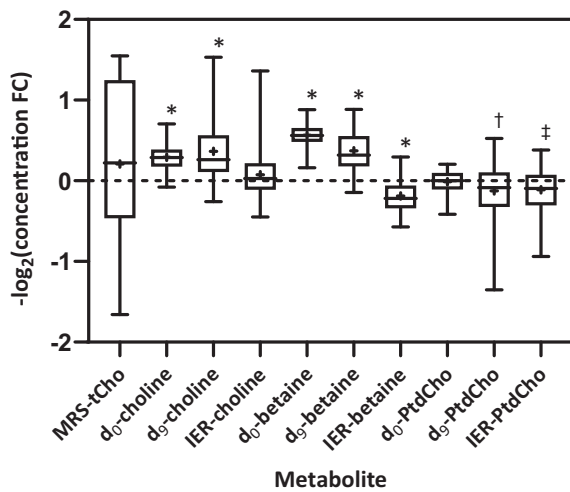 -log₂(concentration FC)
2
1
0
-1
-2
*
*
*
*
*
†
‡
MRS-tCho
d₀-choline
d₉-choline
IER-choline
d₀-betaine
d₉-betaine
IER-betaine
d₀-PtdCho
d₉-PtdCho
IER-PtdCho
Metabolite